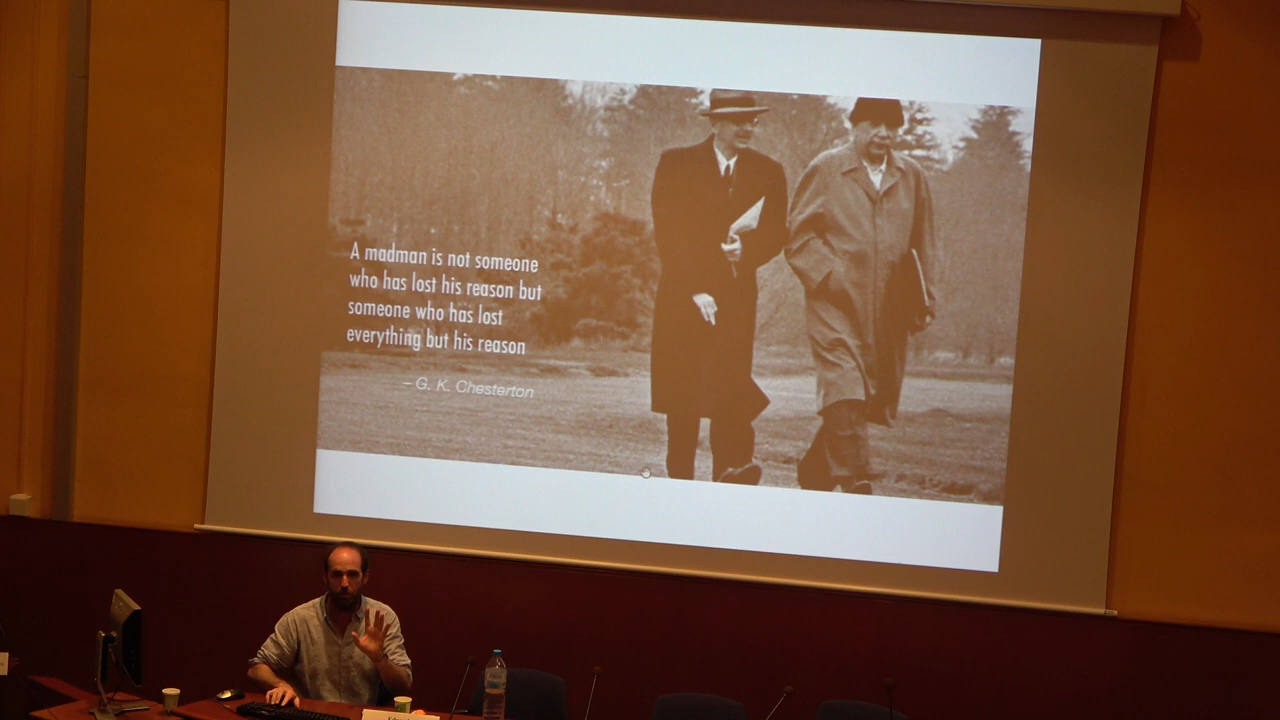 A madman is not someone
who has lost his reason but
someone who has lost
everything but his reason
– G. K. Chesterton